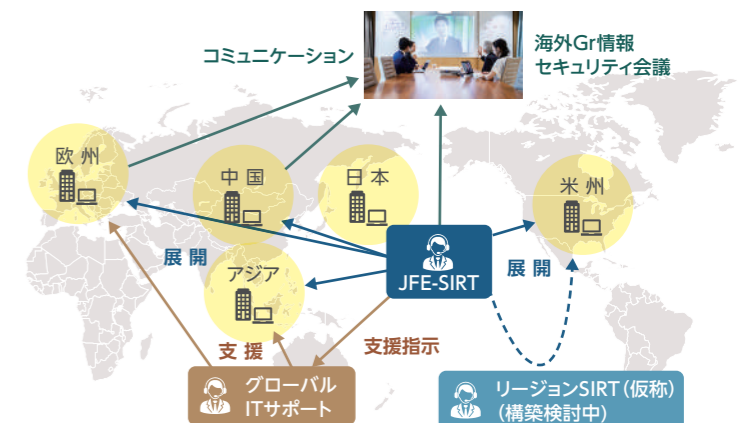 コミュニケーション
海外Gr情報
セキュリティ会議
欧州
中国
日本
米州
展開
アジア
JFE-SIRT
展開
支援
支援指示
グローバル
ITサポート
リージョンSIRT（仮称）
（構築検討中）